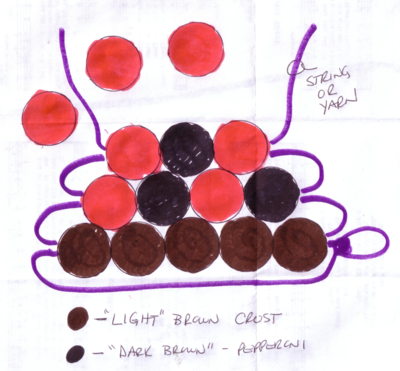 STRING
OR
YARN
- "LIGHT" BROWN CRUST
- "DARK BROWN" - PEPPERONI